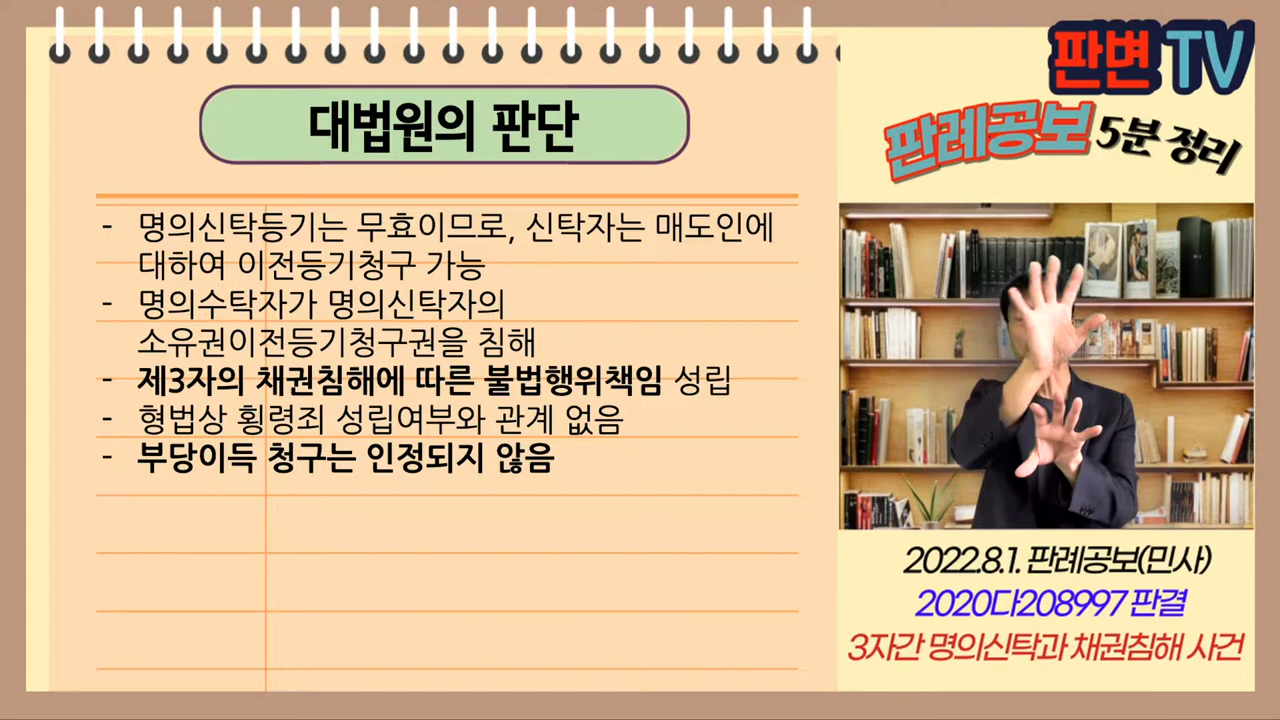 대법원의 판단
- 명의신탁등기는 무효이므로, 신탁자는 매도인에
대하여 이전등기청구 가능
- 명의수탁자가 명의신탁자의
소유권이전등기청구권을 침해
- 제3자의 채권침해에 따른 불법행위책임 성립
- 형법상 횡령죄 성립여부와 관계 없음
- 부당이득 청구는 인정되지 않음
판변 TV
판례공보 5분 정리
2022.8.1. 판례공보(민사)
2020다208997 판결
3자간 명의신탁과 채권침해 사건